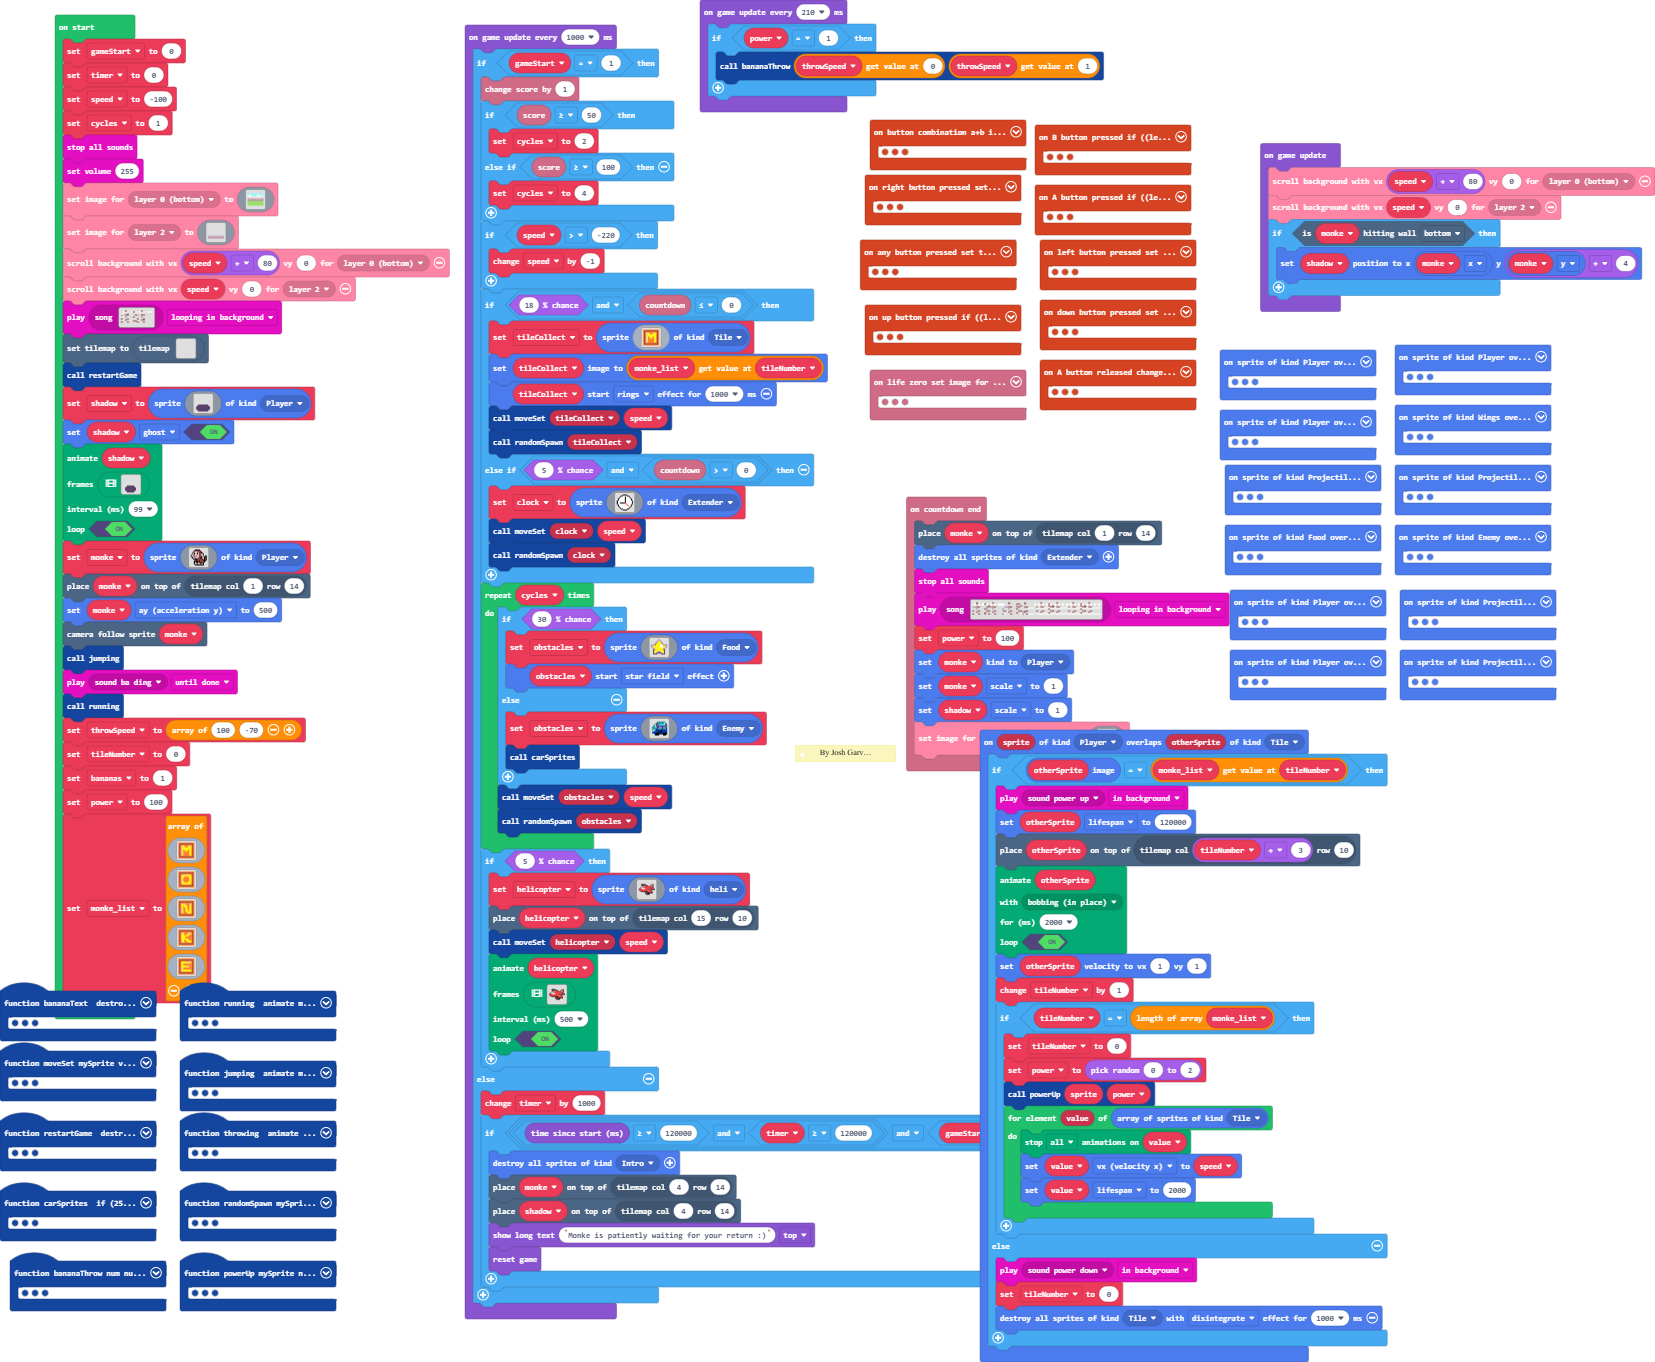 on start
set gameStart to 0
set timer to 0
set speed to -100
set cycles to 1
stop all sounds
set volume 255
set image for layer 0 (bottom) to
set image for layer 2 to
scroll background with vx speed ÷ 80 vy 0 for layer 0 (bottom)
scroll background with vx speed vy 0 for layer 2
play song looping in background
set tilemap to tilemap
call restartGame
set shadow to sprite of kind Player
set shadow ghost ON
animate shadow
frames
interval (ms) 99
loop ON
set monke to sprite of kind Player
place monke on top of tilemap col 1 row 14
set monke ay (acceleration y) to 500
camera follow sprite monke
call jumping
play sound ba ding until done
call running
set throwSpeed to array of 100 -70
set tileNumber to 0
set bananas to 1
set power to 100
set monke_list to array of
M
O
N
K
E
function bananaText destro...
function running animate m...
function moveSet mySprite v...
function jumping animate m...
function restartGame destr...
function throwing animate ...
function carSprites if (25...
function randomSpawn mySpri...
function bananaThrow num nu...
function powerUp mySprite n...
on game update every 1000 ms
if gameStart = 1 then
change score by 1
if score ≥ 50 then
set cycles to 2
else if score ≥ 100 then
set cycles to 4
if speed > -220 then
change speed by -1
if 18 % chance and countdown ≤ 0 then
set tileCollect to sprite M of kind Tile
set tileCollect image to monke_list get value at tileNumber
tileCollect start rings effect for 1000 ms
call moveSet tileCollect speed
call randomSpawn tileCollect
else if 5 % chance and countdown > 0 then
set clock to sprite of kind Extender
call moveSet clock speed
call randomSpawn clock
repeat cycles times
do
if 30 % chance then
set obstacles to sprite of kind Food
obstacles start star field effect
else
set obstacles to sprite of kind Enemy
call carSprites
call moveSet obstacles speed
call randomSpawn obstacles
if 5 % chance then
set helicopter to sprite of kind heli
place helicopter on top of tilemap col 15 row 10
call moveSet helicopter speed
animate helicopter
frames
interval (ms) 500
loop ON
else
change timer by 1000
if time since start (ms) ≥ 120000 and timer ≥ 120000 and gameStar
destroy all sprites of kind Intro
place monke on top of tilemap col 4 row 14
place shadow on top of tilemap col 4 row 14
show long text "Monke is patiently waiting for your return :)" top
reset game
on game update every 210 ms
if power = 1 then
call bananaThrow throwSpeed get value at 0 throwSpeed get value at 1
on button combination a+b i...
on B button pressed if ((le...
on right button pressed set...
on A button pressed if ((le...
on any button pressed set t...
on left button pressed set ...
on up button pressed if ((l...
on down button pressed set ...
on life zero set image for ...
on A button released change...
on game update
scroll background with vx speed ÷ 80 vy 0 for layer 0 (bottom)
scroll background with vx speed vy 0 for layer 2
if is monke hitting wall bottom then
set shadow position to x monke x y monke y + 4
on sprite of kind Player ov...
on sprite of kind Player ov...
on sprite of kind Player ov...
on sprite of kind Wings ove...
on sprite of kind Projectil...
on sprite of kind Projectil...
on sprite of kind Food over...
on sprite of kind Enemy ove...
on sprite of kind Player ov...
on sprite of kind Projectil...
on sprite of kind Player ov...
on sprite of kind Projectil...
on countdown end
place monke on top of tilemap col 1 row 14
destroy all sprites of kind Extender
stop all sounds
play song looping in background
set power to 100
set monke kind to Player
set monke scale to 1
set shadow scale to 1
set image for
By Josh Garv...
on sprite of kind Player overlaps otherSprite of kind Tile
if otherSprite image = monke_list get value at tileNumber then
play sound power up in background
set otherSprite lifespan to 120000
place otherSprite on top of tilemap col tileNumber + 3 row 10
animate otherSprite
with bobbing (in place)
for (ms) 2000
loop ON
set otherSprite velocity to vx 1 vy 1
change tileNumber by 1
if tileNumber = length of array monke_list then
set tileNumber to 0
set power to pick random 0 to 2
call powerUp sprite power
for element value of array of sprites of kind Tile
do
stop all animations on value
set value vx (velocity x) to speed
set value lifespan to 2000
else
play sound power down in background
set tileNumber to 0
destroy all sprites of kind Tile with disintegrate effect for 1000 ms